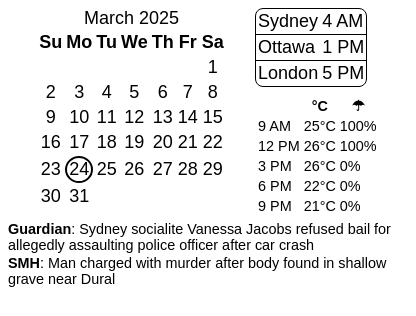 March 2025
Su Mo Tu We Th Fr Sa
1
2 3 4 5 6 7 8
9 10 11 12 13 14 15
16 17 18 19 20 21 22
23 24 25 26 27 28 29
30 31
Sydney 4 AM
Ottawa 1 PM
London 5 PM
°C ☂
9 AM 25°C 100%
12 PM 26°C 100%
3 PM 26°C 0%
6 PM 22°C 0%
9 PM 21°C 0%
Guardian: Sydney socialite Vanessa Jacobs refused bail for
allegedly assaulting police officer after car crash
SMH: Man charged with murder after body found in shallow
grave near Dural